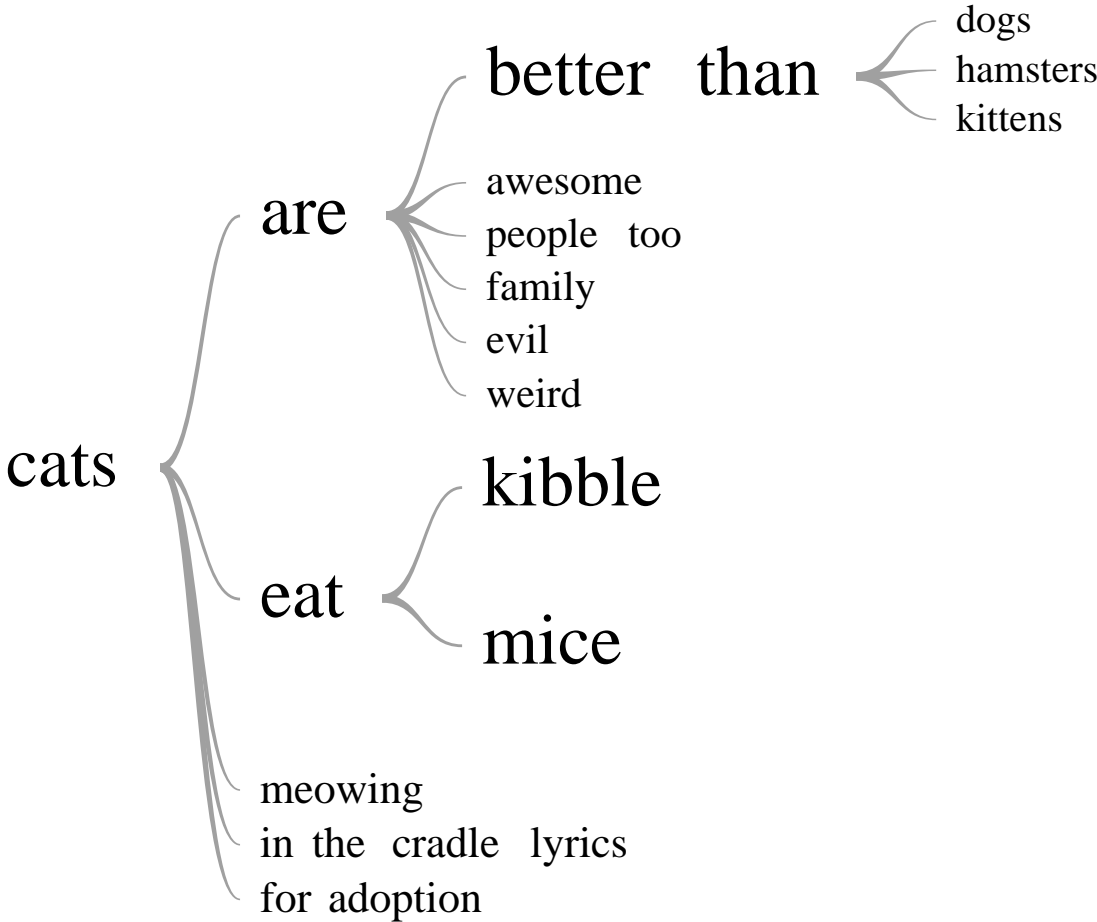 cats
are
better than
dogs
hamsters
kittens
awesome
people too
family
evil
weird
eat
kibble
mice
meowing
in the cradle lyrics
for adoption